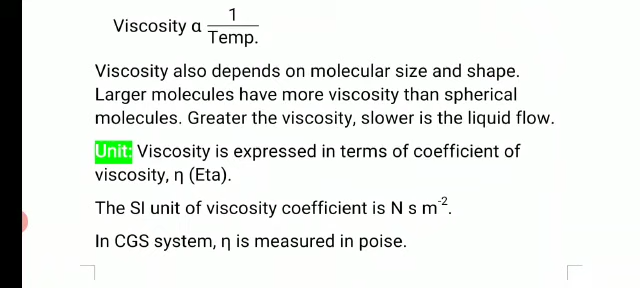 Viscosity α 1/Temp.
Viscosity also depends on molecular size and shape.
Larger molecules have more viscosity than spherical
molecules. Greater the viscosity, slower is the liquid flow.
Unit: Viscosity is expressed in terms of coefficient of
viscosity, η (Eta).
The SI unit of viscosity coefficient is N s m⁻².
In CGS system, η is measured in poise.